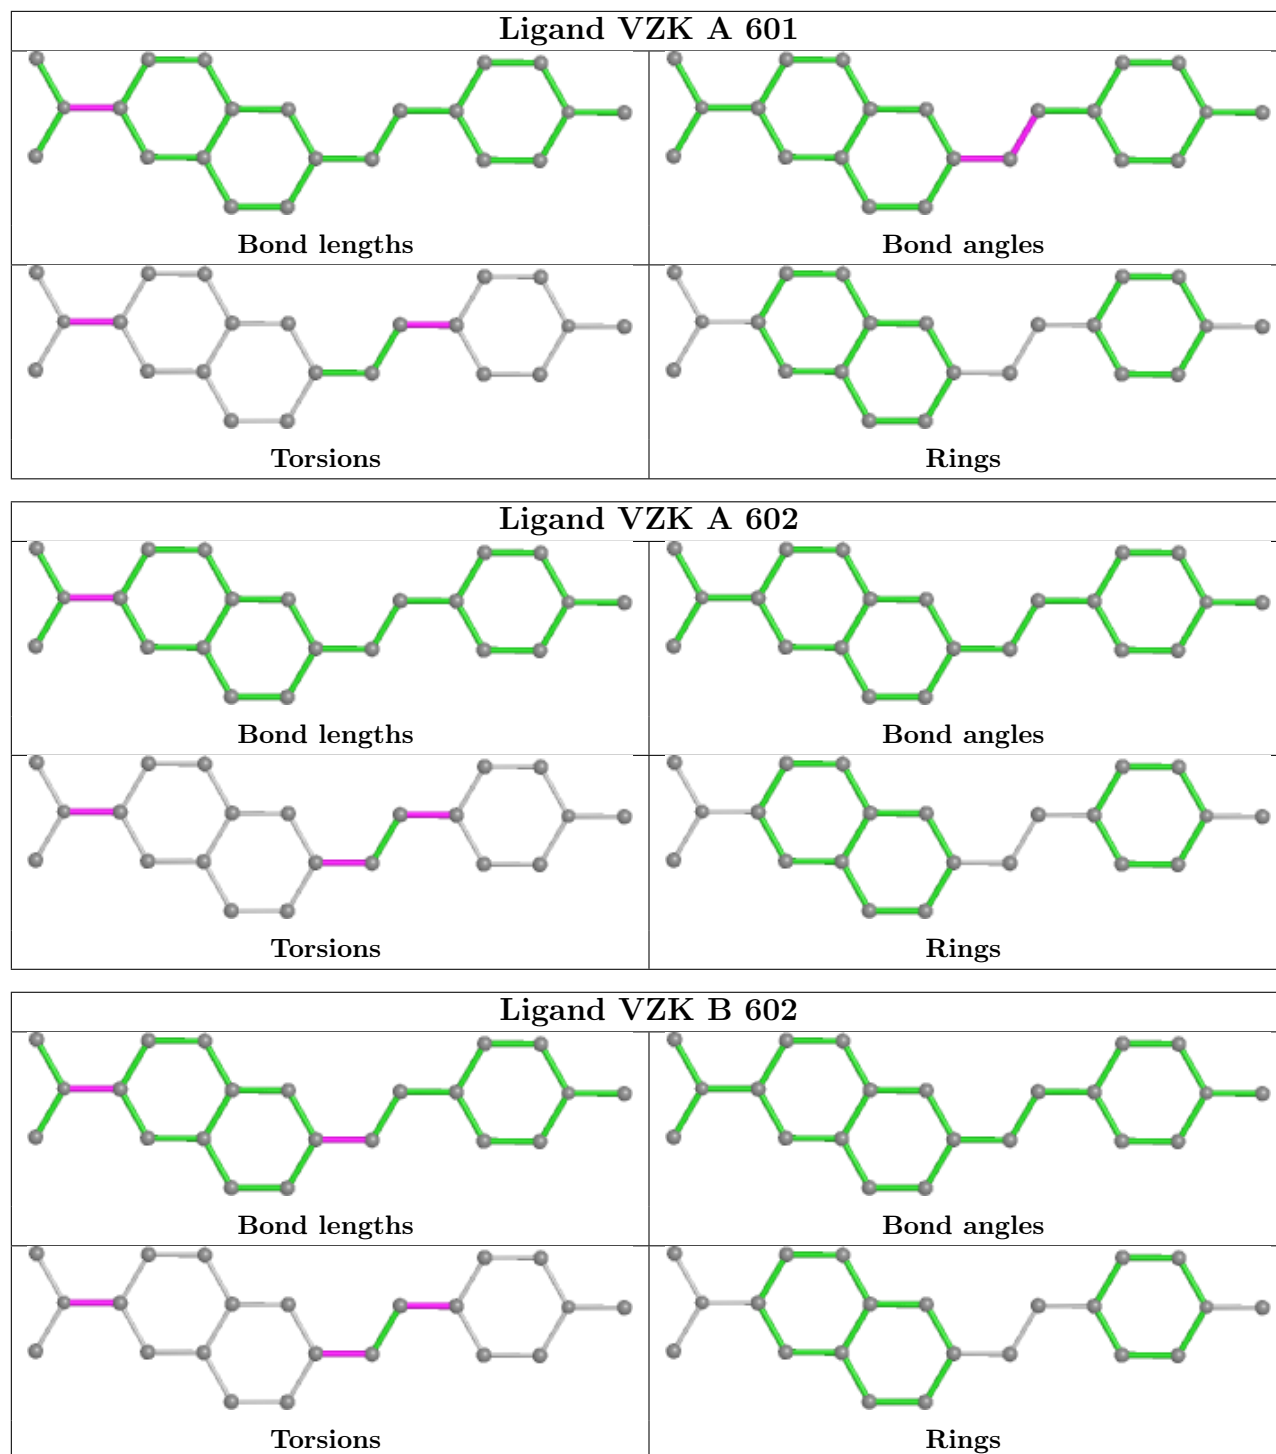 Ligand VZK A 601
Bond lengths
Bond angles
Torsions
Rings
Ligand VZK A 602
Bond lengths
Bond angles
Torsions
Rings
Ligand VZK B 602
Bond lengths
Bond angles
Torsions
Rings